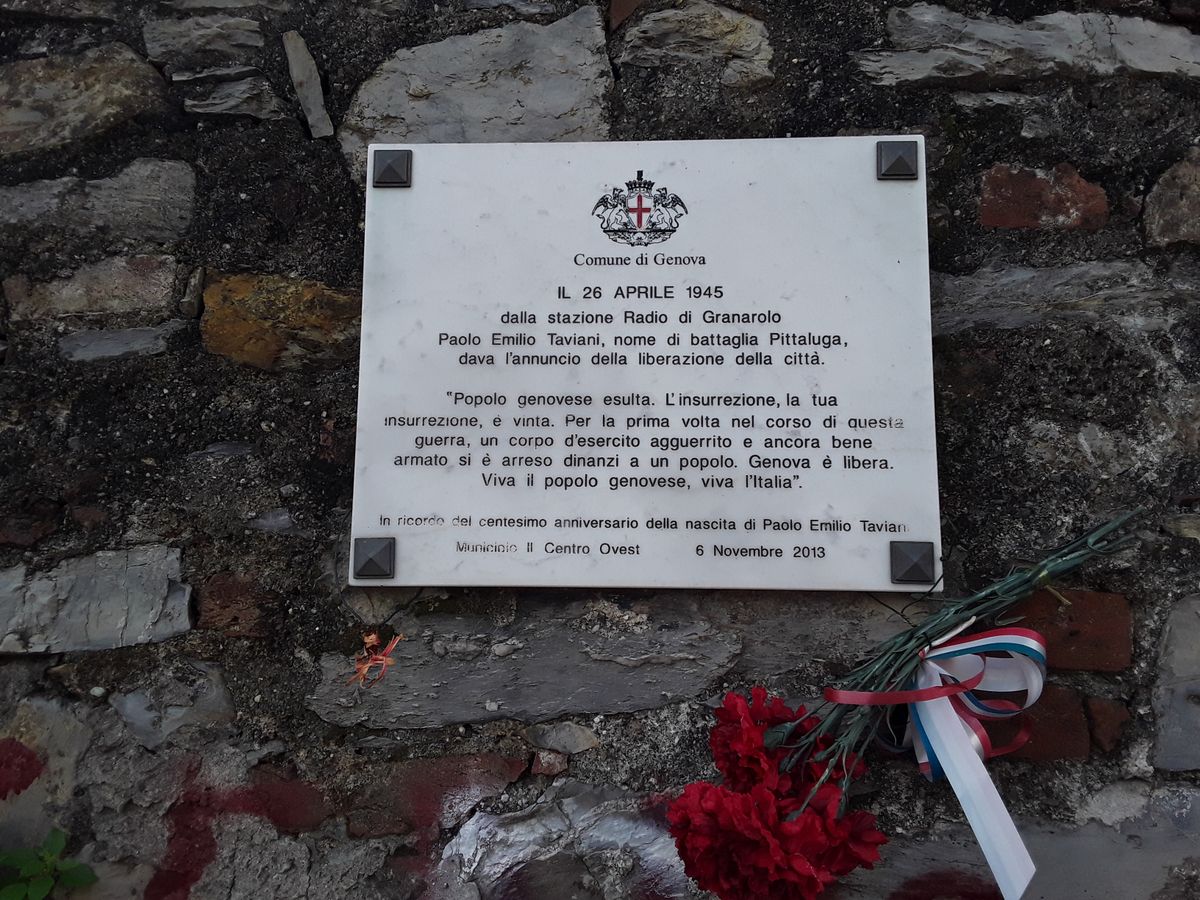 Comune di Genova
IL 26 APRILE 1945
dalla stazione Radio di Granarolo
Paolo Emilio Taviani, nome di battaglia Pittaluga,
dava l'annuncio della liberazione della città.
"Popolo genovese esulta. L'insurrezione, la tua
insurrezione, è vinta. Per la prima volta nel corso di questa
guerra, un corpo d'esercito agguerrito e ancora bene
armato si è arreso dinanzi a un popolo. Genova è libera.
Viva il popolo genovese, viva l'Italia".
In ricordo del centesimo anniversario della nascita di Paolo Emilio Taviani
Municipio II Centro Ovest 6 Novembre 2013